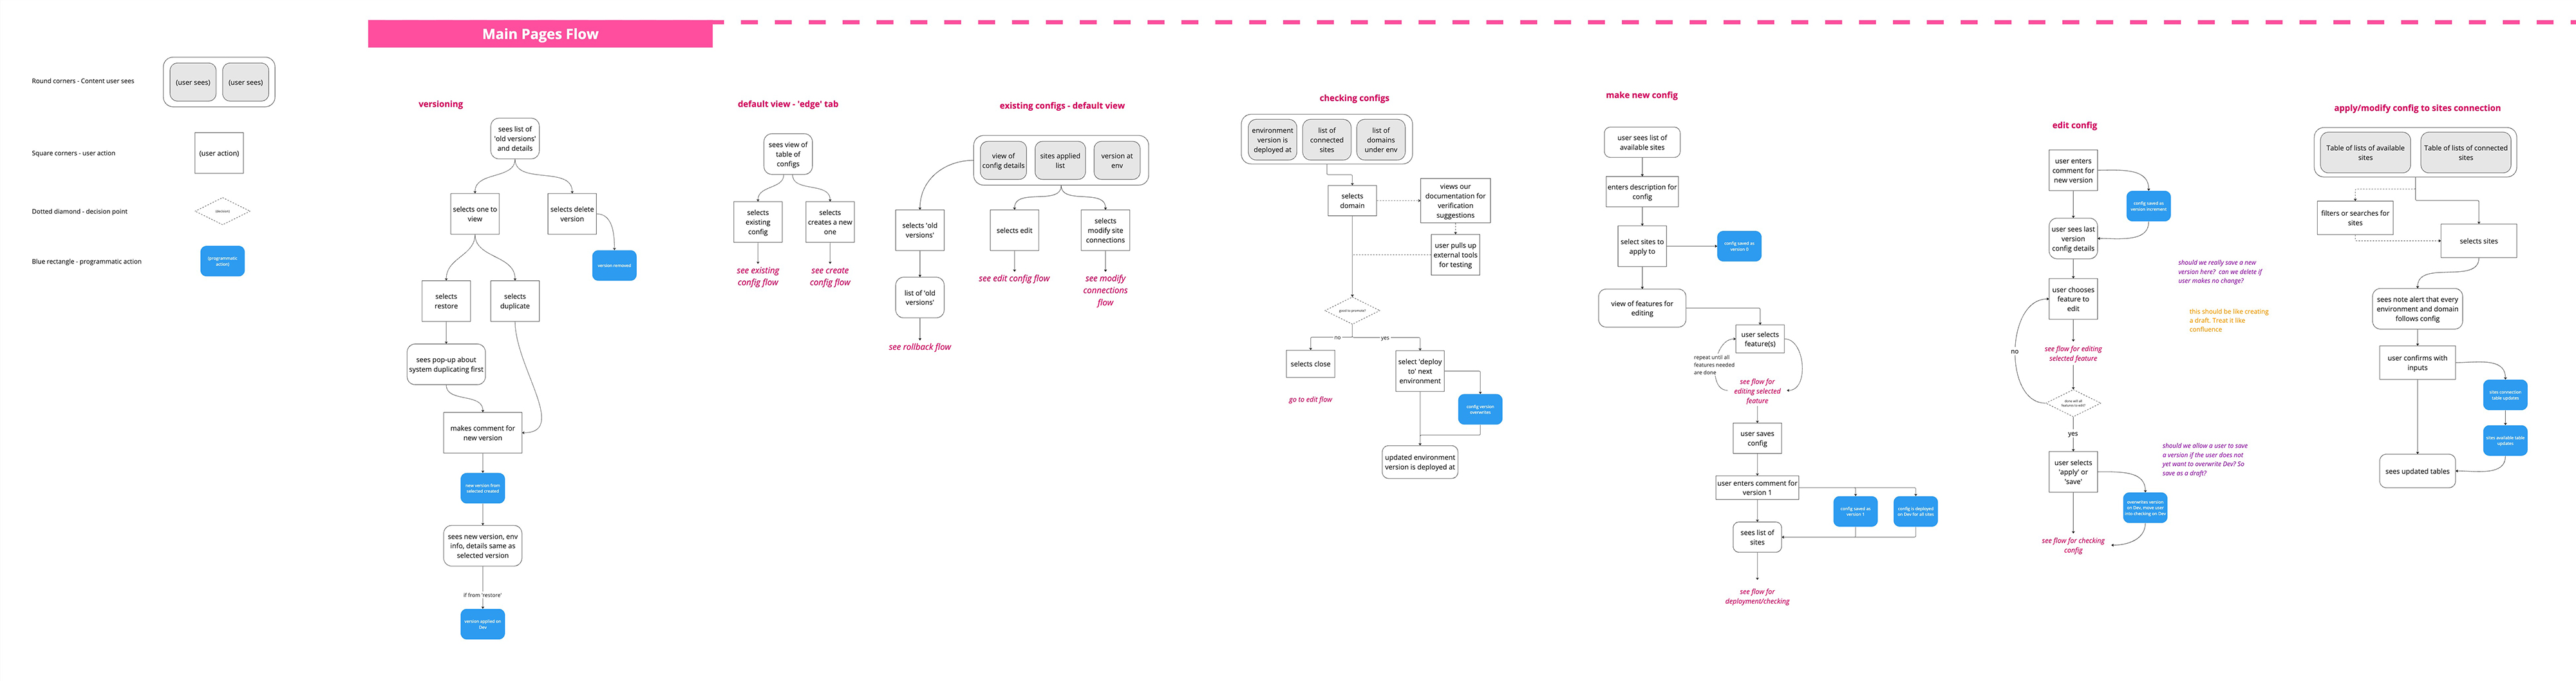 Main Pages Flow
Round corners - Content user sees
(user sees)
(user sees)
Square corners - user action
(user action)
Dotted diamond - decision point
(decision)
Blue rectangle - programmatic action
(programmatic
action)
versioning
sees list of
'old versions'
and details
selects one to
view
selects delete
version
version removed
selects
restore
selects
duplicate
sees pop-up about
system duplicating first
makes comment for
new version
new version from
selected created
sees new version, env
info, details same as
selected version
if from 'restore'
version applied on
Dev
default view - 'edge' tab
sees view of
table of
configs
selects
existing
config
selects
creates a new
one
see existing
config flow
see create
config flow
existing configs - default view
view of
config details
sites applied
list
version at
env
selects 'old
versions'
selects edit
selects
modify site
connections
list of 'old
versions'
see edit config flow
see modify
connections
flow
see rollback flow
checking configs
environment
version is
deployed at
list of
connected
sites
list of
domains
under env
selects
domain
views our
documentation for
verification
suggestions
user pulls up
external tools
for testing
good to promote?
no
yes
selects close
select 'deploy
to' next
environment
go to edit flow
config version
overwrites
updated environment
version is deployed at
make new config
user sees list of
available sites
enters description for
config
select sites to
apply to
config saved as
version 0
view of features for
editing
user selects
feature(s)
repeat until all
features needed
are done
see flow for
editing selected
feature
user saves
config
user enters comment for
version 1
config saved as
version 1
config is deployed
on Dev for all sites
sees list of
sites
see flow for
deployment/checking
edit config
user enters
comment for
new version
config saved as
version increment
user sees last
version
config details
user chooses
feature to
edit
no
see flow for editing
selected feature
done will all
features to edit?
yes
user selects
'apply' or
'save'
overwrites version
on Dev, move user
into checking on Dev
see flow for checking
config
should we really save a new
version here? can we delete if
user makes no change?
this should be like creating
a draft. Treat it like
confluence
should we allow a user to save
a version if the user does not
yet want to overwrite Dev? So
save as a draft?
apply/modify config to sites connection
Table of lists of available
sites
Table of lists of connected
sites
filters or searches for
sites
selects sites
sees note alert that every
environment and domain
follows config
user confirms with
inputs
sites connection
table updates
sites available table
updates
sees updated tables